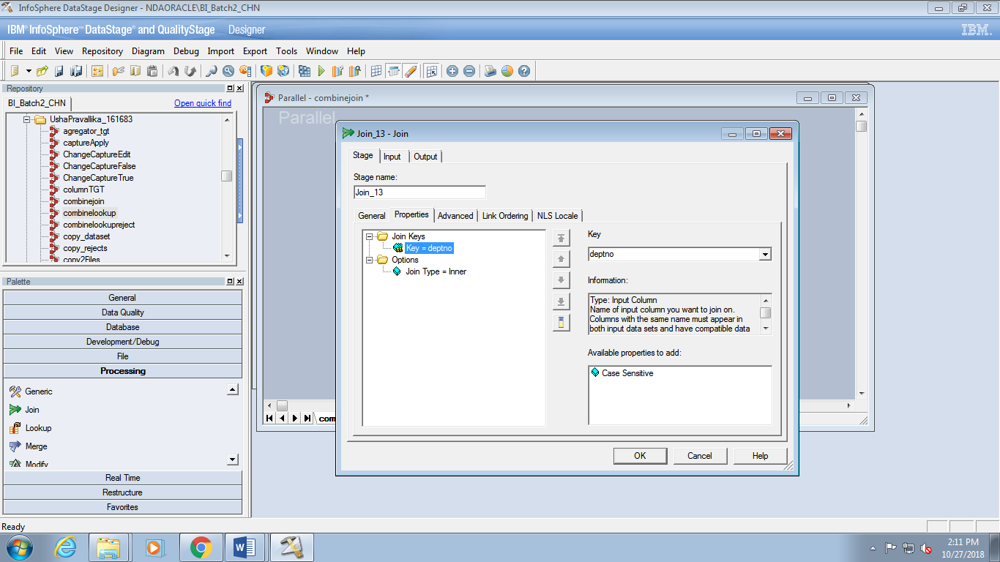 InfoSphere DataStage Designer - NDAORACLE\BI_Batch2_CHN
IBM® InfoSphere™ DataStage® and QualityStage Designer
IBM.
File Edit View Repository Diagram Debug Import Export Tools Window Help
Repository
BI_Batch2_CHN
Open quick find
UshaPravallika_161683
agregator_tgt
captureApply
ChangeCaptureEdit
ChangeCaptureFalse
ChangeCaptureTrue
columnTGT
combinejoin
combinelookup
combinelookupreject
copy_dataset
copy_rejects
copy2Files
Palette
General
Data Quality
Database
Development/Debug
File
Processing
Generic
Join
Lookup
Merge
Modify
Real Time
Restructure
Favorites
Parallel - combinejoin *
Parallel
com
Join_13 - Join
Stage Input Output
Stage name:
Join_13
General Properties Advanced Link Ordering NLS Locale
Join Keys
Key = deptno
Options
Join Type = Inner
Key
deptno
Information:
Type: Input Column
Name of input column you want to join on.
Columns with the same name must appear in
both input data sets and have compatible data
Available properties to add:
Case Sensitive
OK Cancel Help
Ready
2:11 PM
10/27/2018